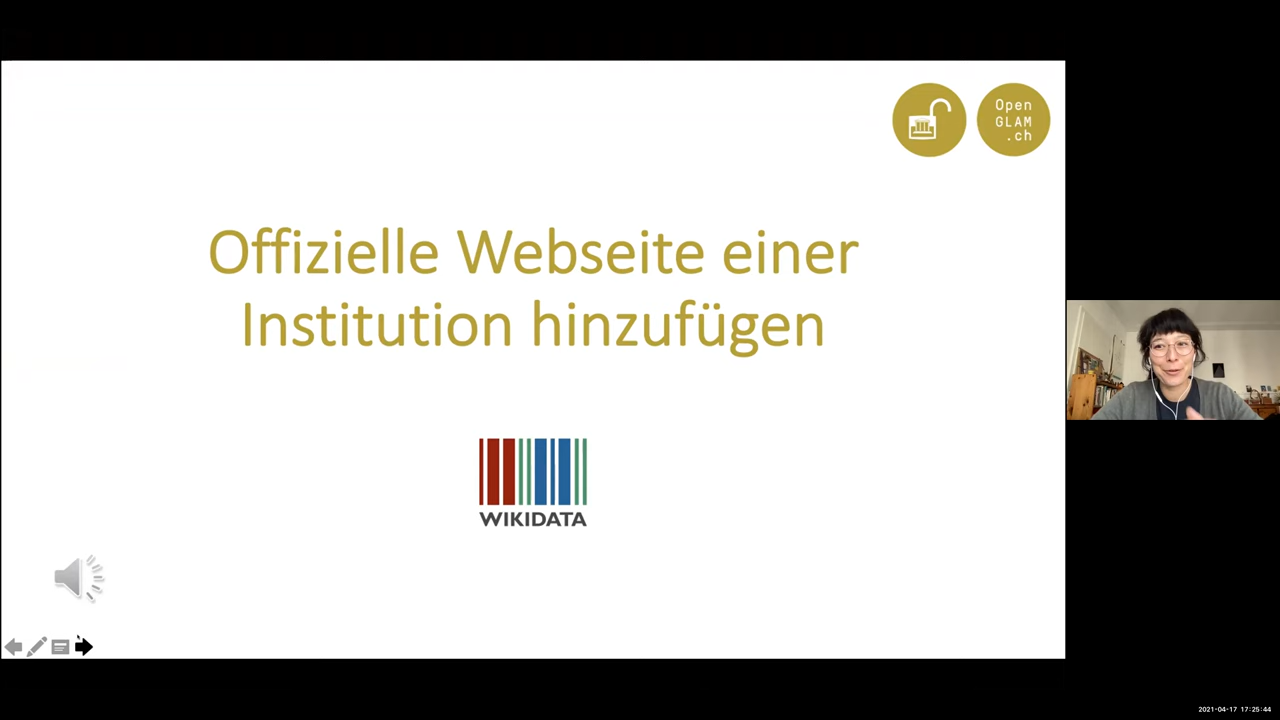 Open
GLAM
.ch
Offizielle Webseite einer
Institution hinzufügen
WIKIDATA
2021-04-17 17:25:44